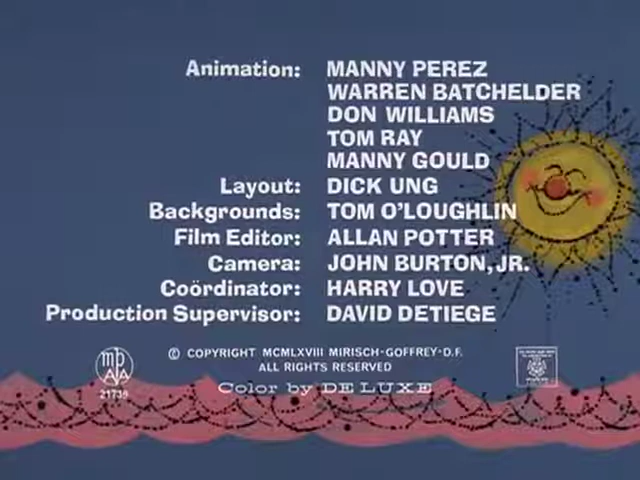 Animation: MANNY PEREZ
WARREN BATCHELDER
DON WILLIAMS
TOM RAY
MANNY GOULD
Layout: DICK UNG
Backgrounds: TOM O'LOUGHLIN
Film Editor: ALLAN POTTER
Camera: JOHN BURTON, JR.
Coördinator: HARRY LOVE
Production Supervisor: DAVID DETIEGE
© COPYRIGHT MCMLXVIII MIRISCH-GOFFREY-D.F.
ALL RIGHTS RESERVED
Color by DE LUXE
21739